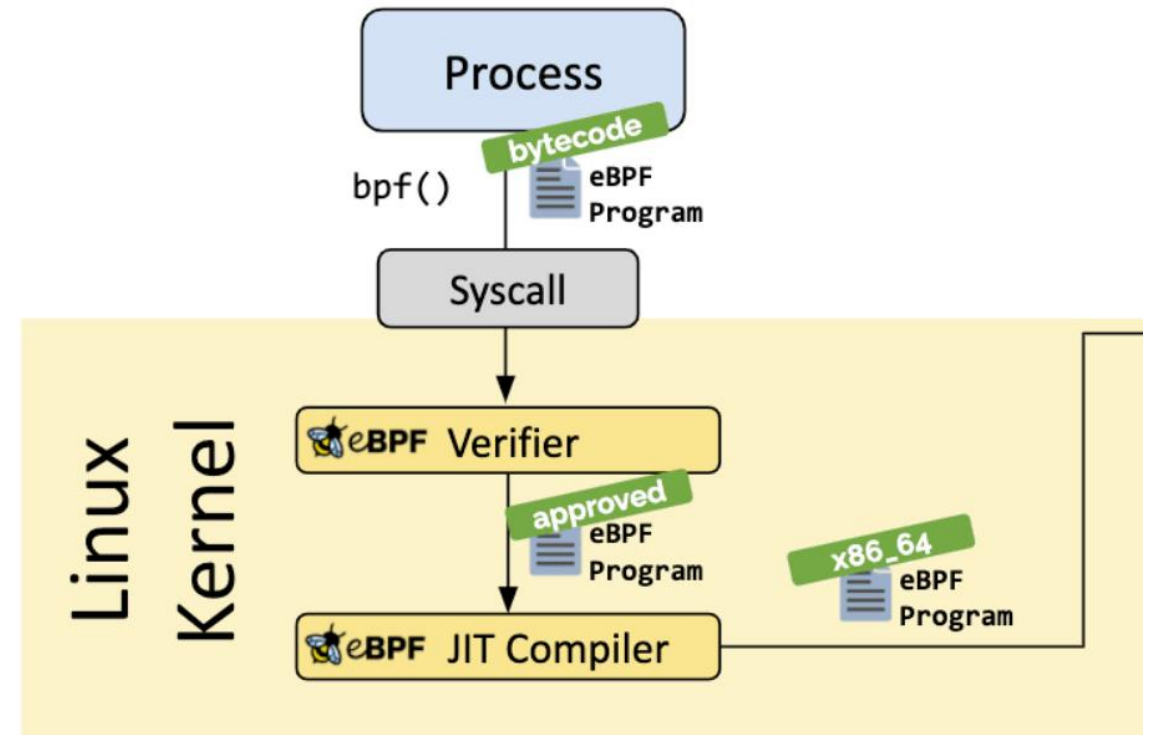 Process
bytecode
bpf()
eBPF
Program
Syscall
Linux
Kernel
eBPF Verifier
approved
eBPF
Program
x86_64
eBPF
Program
eBPF JIT Compiler